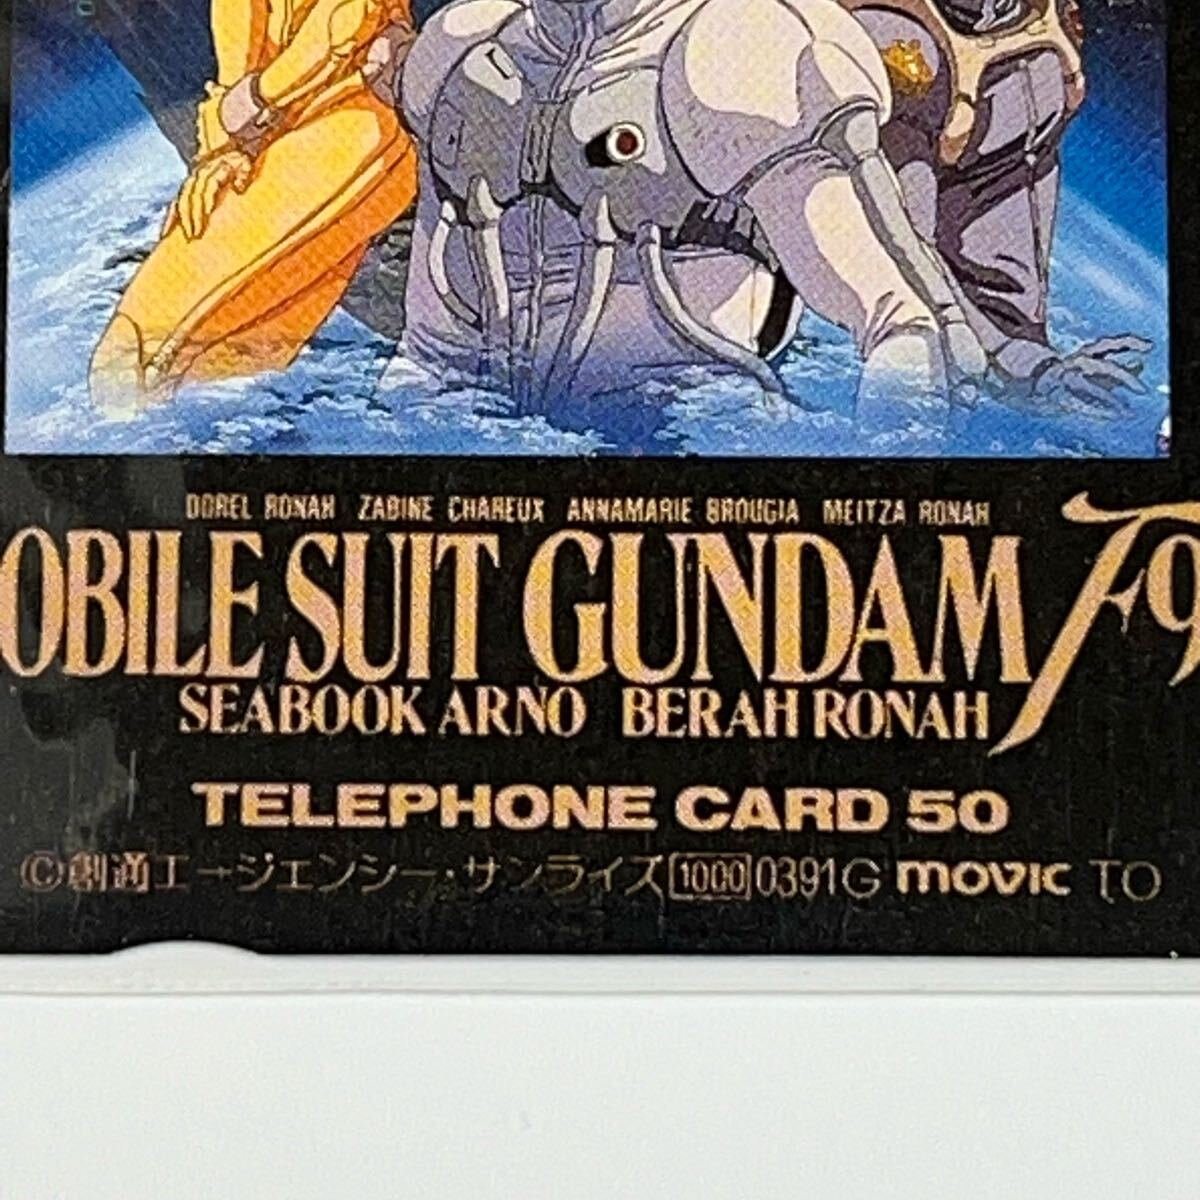 DOREL RONAH ZABINE CHAREUX ANNAMARIE BROUGIA MEITZA RONAH
OBILE SUIT GUNDAM F9
SEABOOK ARNO BERAH RONAH
TELEPHONE CARD 50
©創通エージェンシー・サンライズ 1000 0391G movic TO